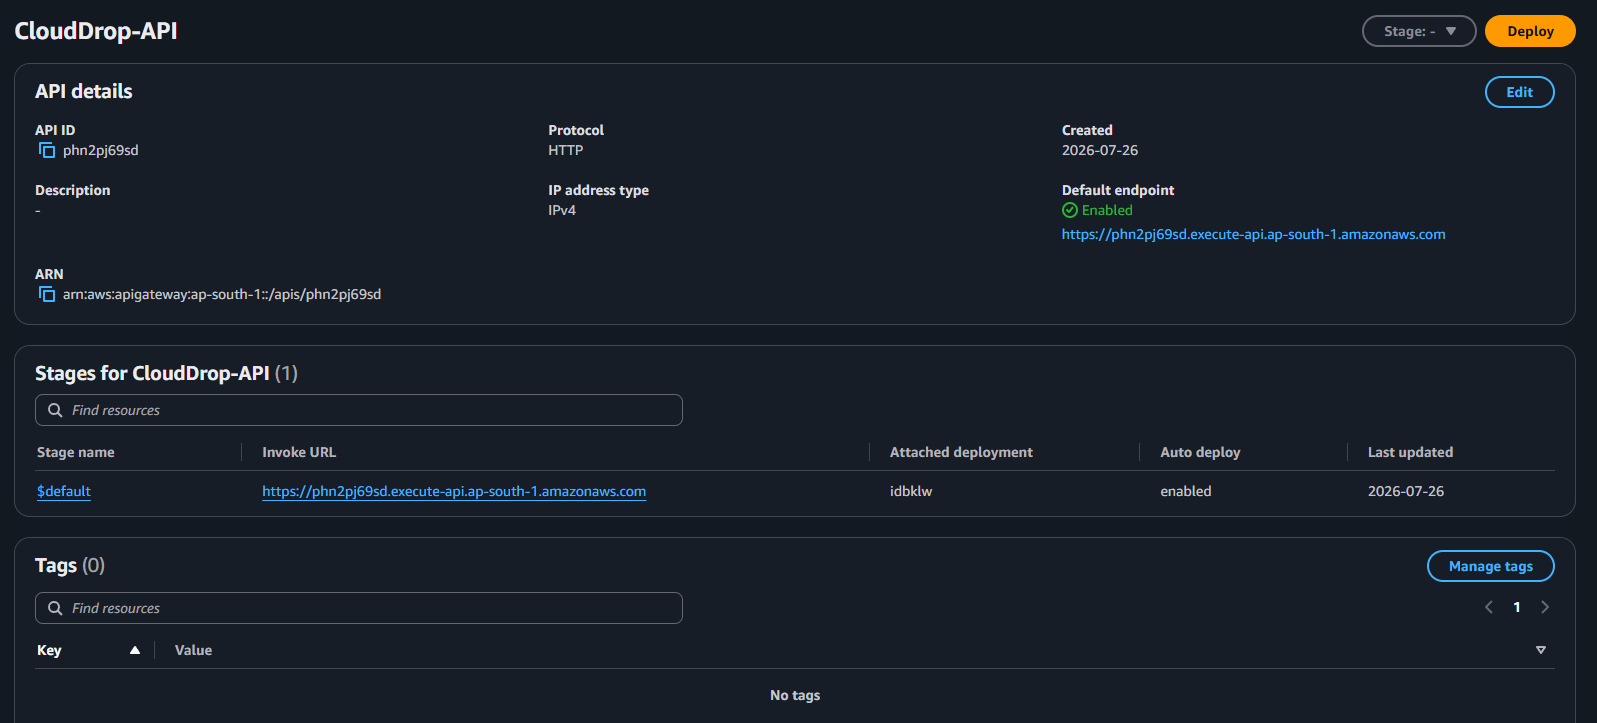 CloudDrop-API
Stage: -
Deploy
API details
Edit
API ID
phn2pj69sd
Protocol
HTTP
Created
2026-07-26
Description
-
IP address type
IPv4
Default endpoint
Enabled
https://phn2pj69sd.execute-api.ap-south-1.amazonaws.com
ARN
arn:aws:apigateway:ap-south-1::/apis/phn2pj69sd
Stages for CloudDrop-API (1)
Find resources
Stage name Invoke URL Attached deployment Auto deploy Last updated
$default https://phn2pj69sd.execute-api.ap-south-1.amazonaws.com idbklw enabled 2026-07-26
Tags (0)
Manage tags
Find resources
1
Key Value
No tags